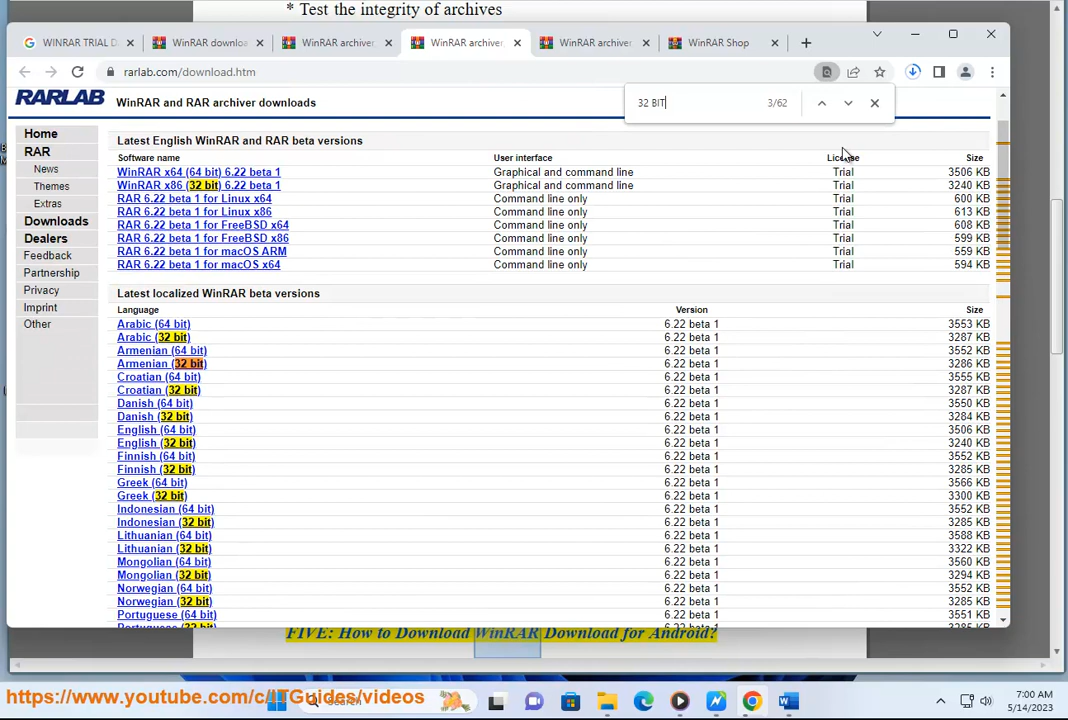 * Test the integrity of archives
WINRAR TRIAL D
WinRAR downloa
WinRAR archiver
WinRAR archiver
WinRAR archiver
WinRAR Shop
rarlab.com/download.htm
RARLAB WinRAR and RAR archiver downloads
32 BIT 3/62
Home
RAR
News
Themes
Extras
Downloads
Dealers
Feedback
Partnership
Privacy
Imprint
Other
Latest English WinRAR and RAR beta versions
Software name User interface License Size
WinRAR x64 (64 bit) 6.22 beta 1 Graphical and command line Trial 3506 KB
WinRAR x86 (32 bit) 6.22 beta 1 Graphical and command line Trial 3240 KB
RAR 6.22 beta 1 for Linux x64 Command line only Trial 600 KB
RAR 6.22 beta 1 for Linux x86 Command line only Trial 613 KB
RAR 6.22 beta 1 for FreeBSD x64 Command line only Trial 608 KB
RAR 6.22 beta 1 for FreeBSD x86 Command line only Trial 599 KB
RAR 6.22 beta 1 for macOS ARM Command line only Trial 559 KB
RAR 6.22 beta 1 for macOS x64 Command line only Trial 594 KB
Latest localized WinRAR beta versions
Language Version Size
Arabic (64 bit) 6.22 beta 1 3553 KB
Arabic (32 bit) 6.22 beta 1 3287 KB
Armenian (64 bit) 6.22 beta 1 3552 KB
Armenian (32 bit) 6.22 beta 1 3286 KB
Croatian (64 bit) 6.22 beta 1 3555 KB
Croatian (32 bit) 6.22 beta 1 3287 KB
Danish (64 bit) 6.22 beta 1 3550 KB
Danish (32 bit) 6.22 beta 1 3284 KB
English (64 bit) 6.22 beta 1 3506 KB
English (32 bit) 6.22 beta 1 3240 KB
Finnish (64 bit) 6.22 beta 1 3552 KB
Finnish (32 bit) 6.22 beta 1 3285 KB
Greek (64 bit) 6.22 beta 1 3566 KB
Greek (32 bit) 6.22 beta 1 3300 KB
Indonesian (64 bit) 6.22 beta 1 3552 KB
Indonesian (32 bit) 6.22 beta 1 3285 KB
Lithuanian (64 bit) 6.22 beta 1 3588 KB
Lithuanian (32 bit) 6.22 beta 1 3322 KB
Mongolian (64 bit) 6.22 beta 1 3560 KB
Mongolian (32 bit) 6.22 beta 1 3294 KB
Norwegian (64 bit) 6.22 beta 1 3552 KB
Norwegian (32 bit) 6.22 beta 1 3285 KB
Portuguese (64 bit) 6.22 beta 1 3551 KB
Portuguese (32 bit) 6.22 beta 1 3285 KB
FIVE: How to Download WinRAR Download for Android?
https://www.youtube.com/c/ITGuides/videos
Search
7:00 AM
5/14/2023